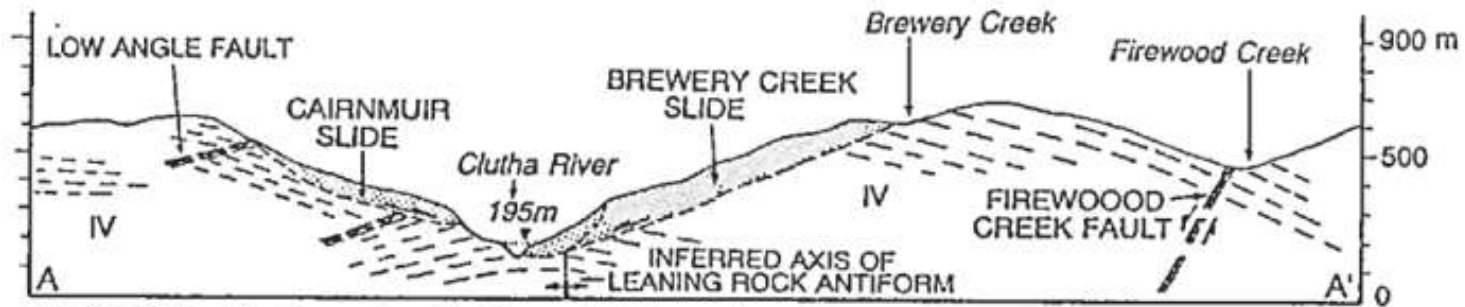 LOW ANGLE FAULT
CAIRNMUIR
SLIDE
Clutha River
195m
BREWERY CREEK
SLIDE
Brewery Creek
Firewood Creek
900 m
500
0
IV
IV
FIREWOOOD
CREEK FAULT
INFERRED AXIS OF
LEANING ROCK ANTIFORM
A
A'